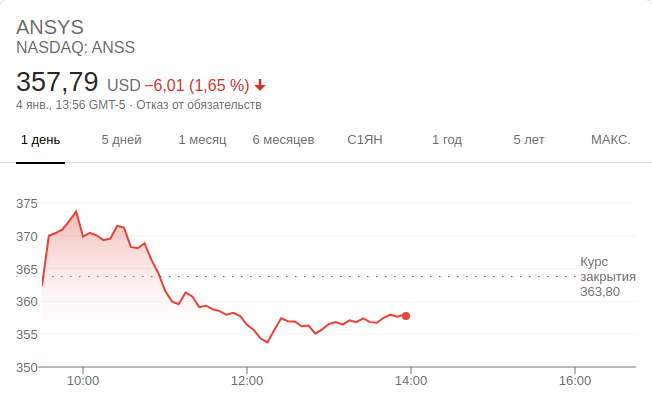 ANSYS
NASDAQ: ANSS
357,79 USD −6,01 (1,65 %)
4 янв., 13:56 GMT-5 · Отказ от обязательств
1 день 5 дней 1 месяц 6 месяцев С1ЯН 1 год 5 лет МАКС.
375
370
365
360
355
350
Курс
закрытия
363,80
10:00 12:00 14:00 16:00